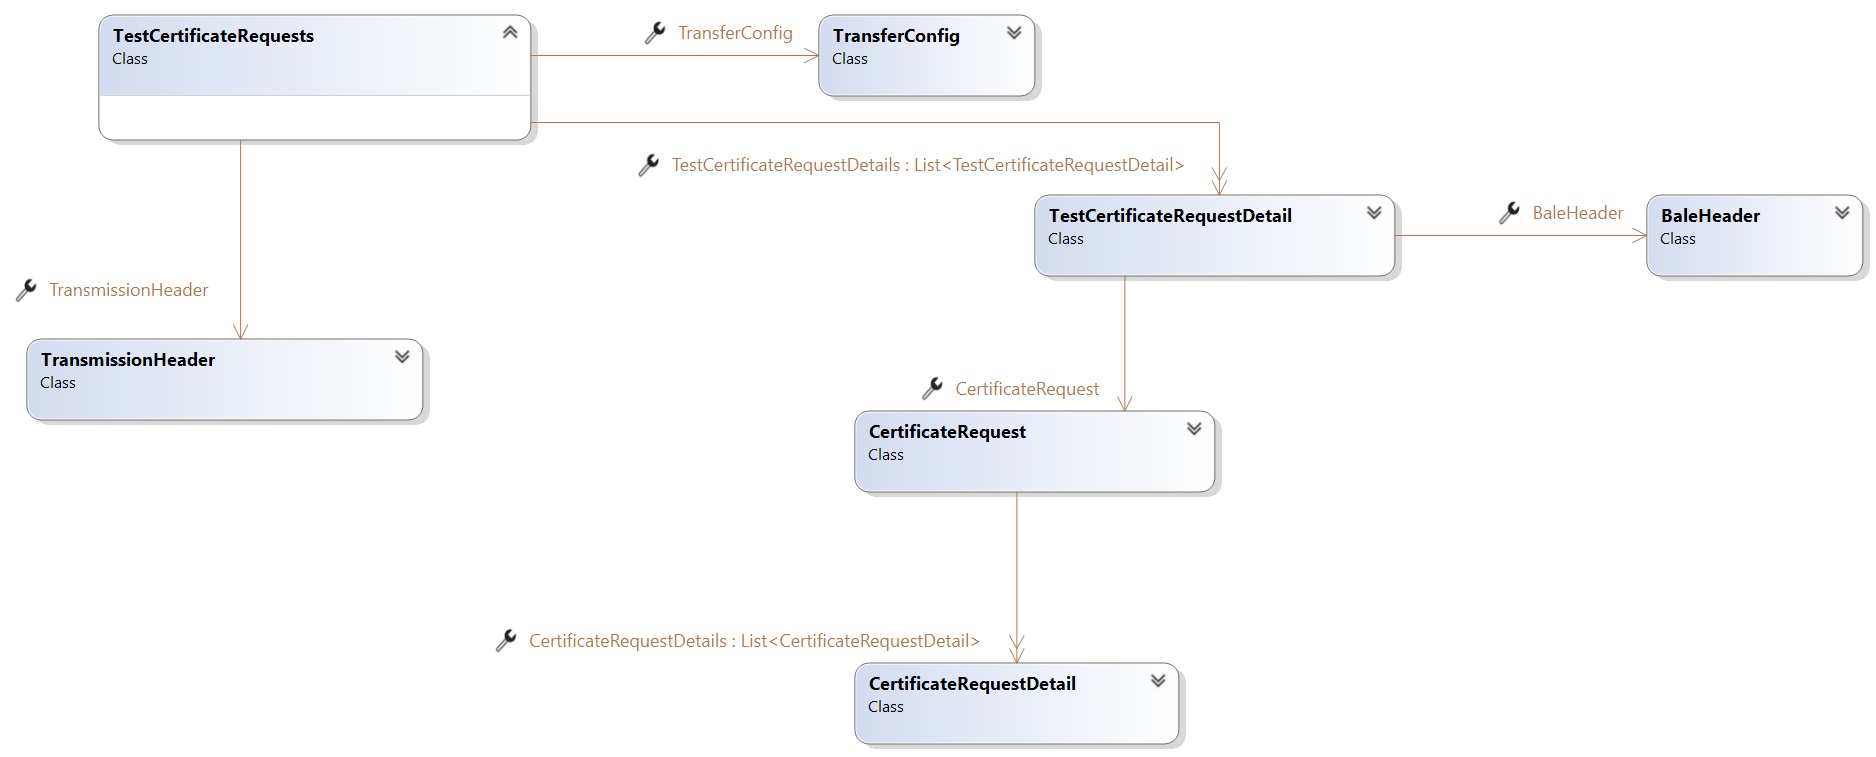 TestCertificateRequests
Class
TransferConfig
TransferConfig
Class
TestCertificateRequestDetails : List<TestCertificateRequestDetail>
TestCertificateRequestDetail
Class
BaleHeader
BaleHeader
Class
TransmissionHeader
TransmissionHeader
Class
CertificateRequest
CertificateRequest
Class
CertificateRequestDetails : List<CertificateRequestDetail>
CertificateRequestDetail
Class